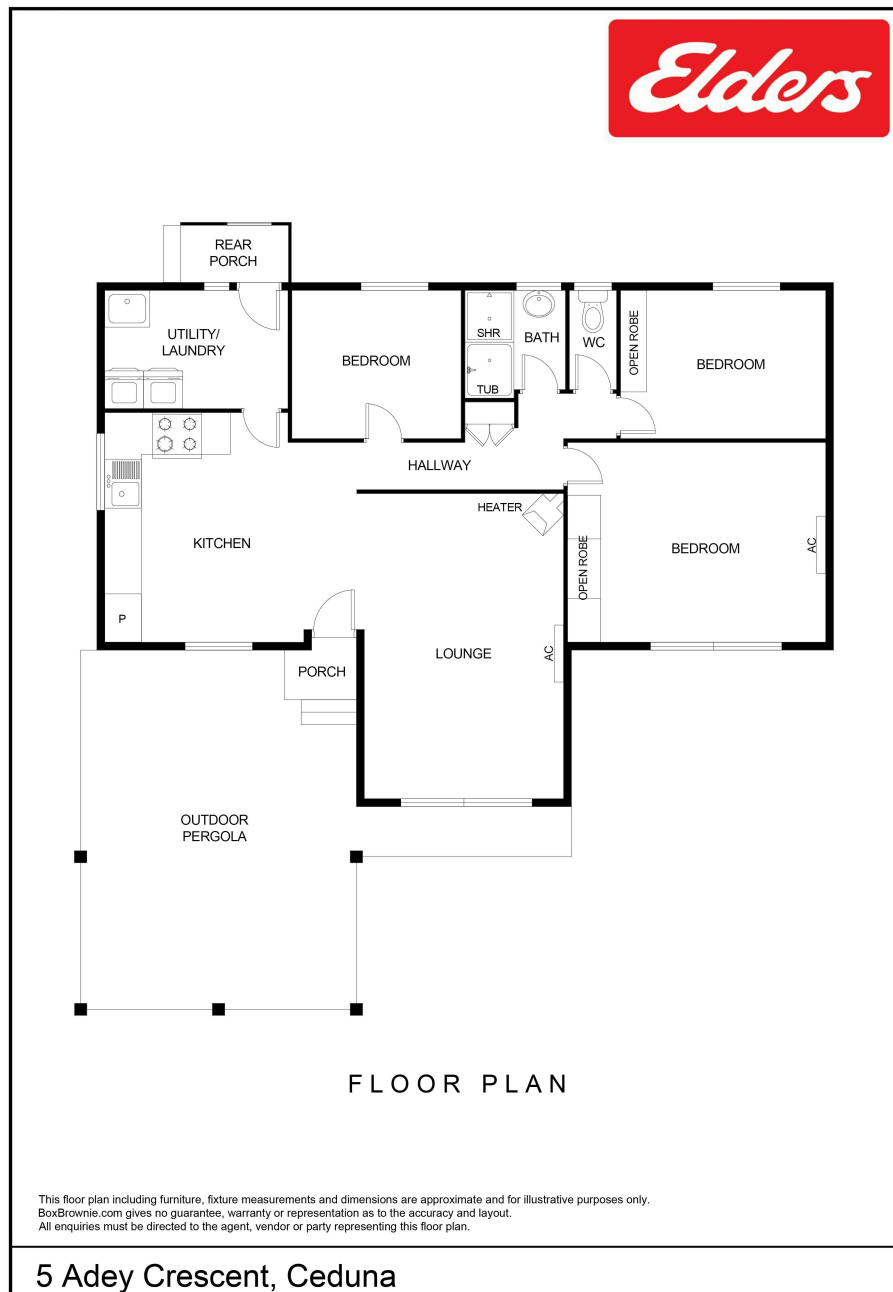 Elders
REAR
PORCH
UTILITY/
LAUNDRY
BEDROOM
SHR
TUB
BATH
WC
OPEN ROBE
BEDROOM
HALLWAY
HEATER
KITCHEN
P
OPEN ROBE
BEDROOM
AC
LOUNGE
AC
PORCH
OUTDOOR
PERGOLA
FLOOR PLAN
This floor plan including furniture, fixture measurements and dimensions are approximate and for illustrative purposes only.
BoxBrownie.com gives no guarantee, warranty or representation as to the accuracy and layout.
All enquiries must be directed to the agent, vendor or party representing this floor plan.
5 Adey Crescent, Ceduna